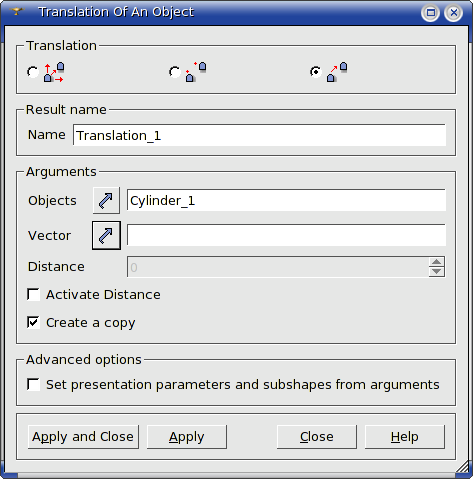 Translation Of An Object
Translation
Result name
Name Translation_1
Arguments
Objects Cylinder_1
Vector
Distance 0
Activate Distance
Create a copy
Advanced options
Set presentation parameters and subshapes from arguments
Apply and Close Apply Close Help